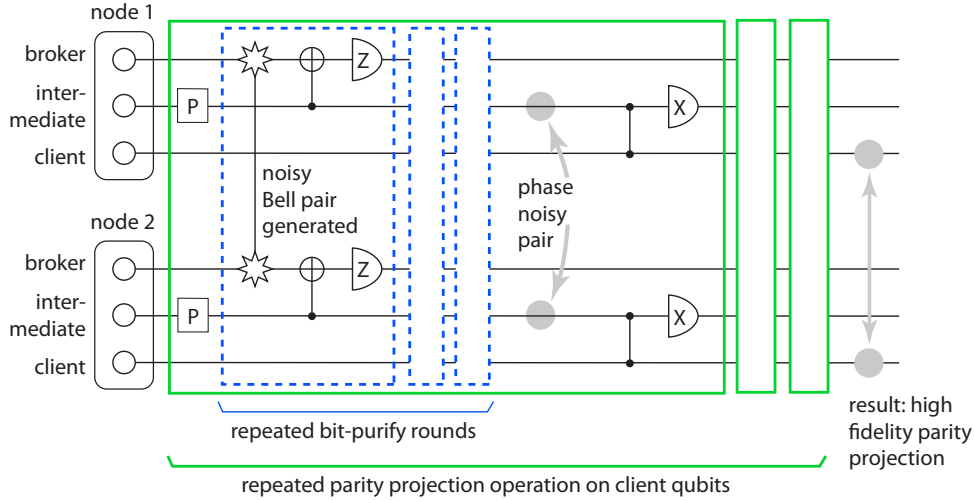 node 1
broker
inter-
mediate
client
P
Z
noisy
Bell pair
generated
phase
noisy
pair
X
node 2
broker
inter-
mediate
client
P
Z
X
repeated bit-purify rounds
result: high
fidelity parity
projection
repeated parity projection operation on client qubits